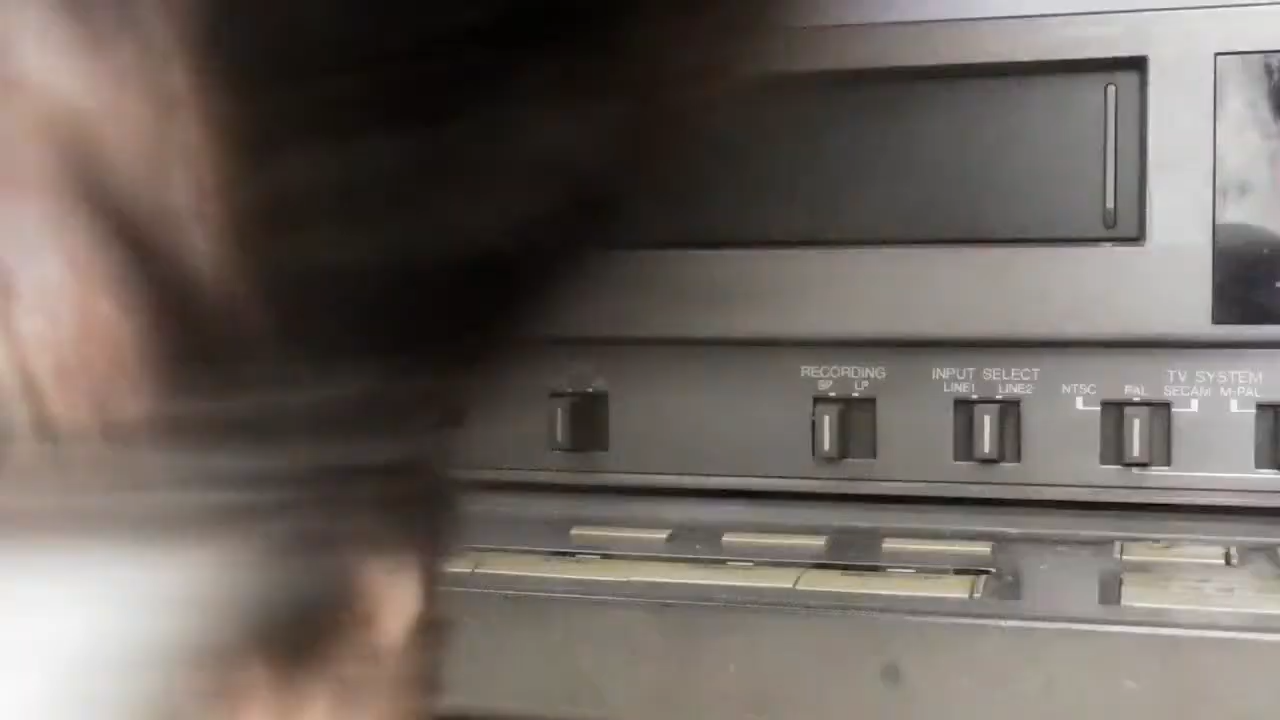 RECORDING
SP LP
INPUT SELECT
LINE1 LINE2
TV SYSTEM
NTSC PAL SECAM M-PAL